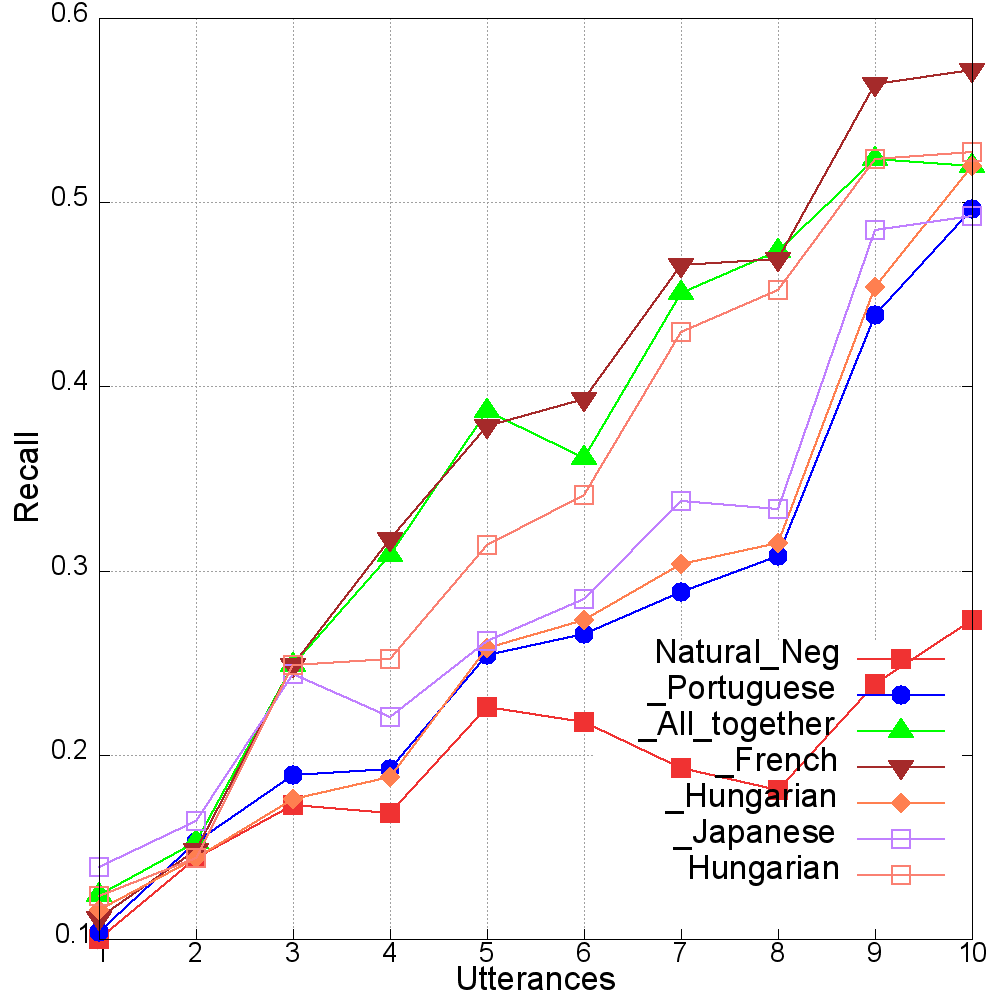 0.6
0.5
0.4
0.3
0.2
0.1
Recall
1 2 3 4 5 6 7 8 9 10
Utterances
Natural_Neg
_Portuguese
_All_together
_French
_Hungarian
_Japanese
Hungarian